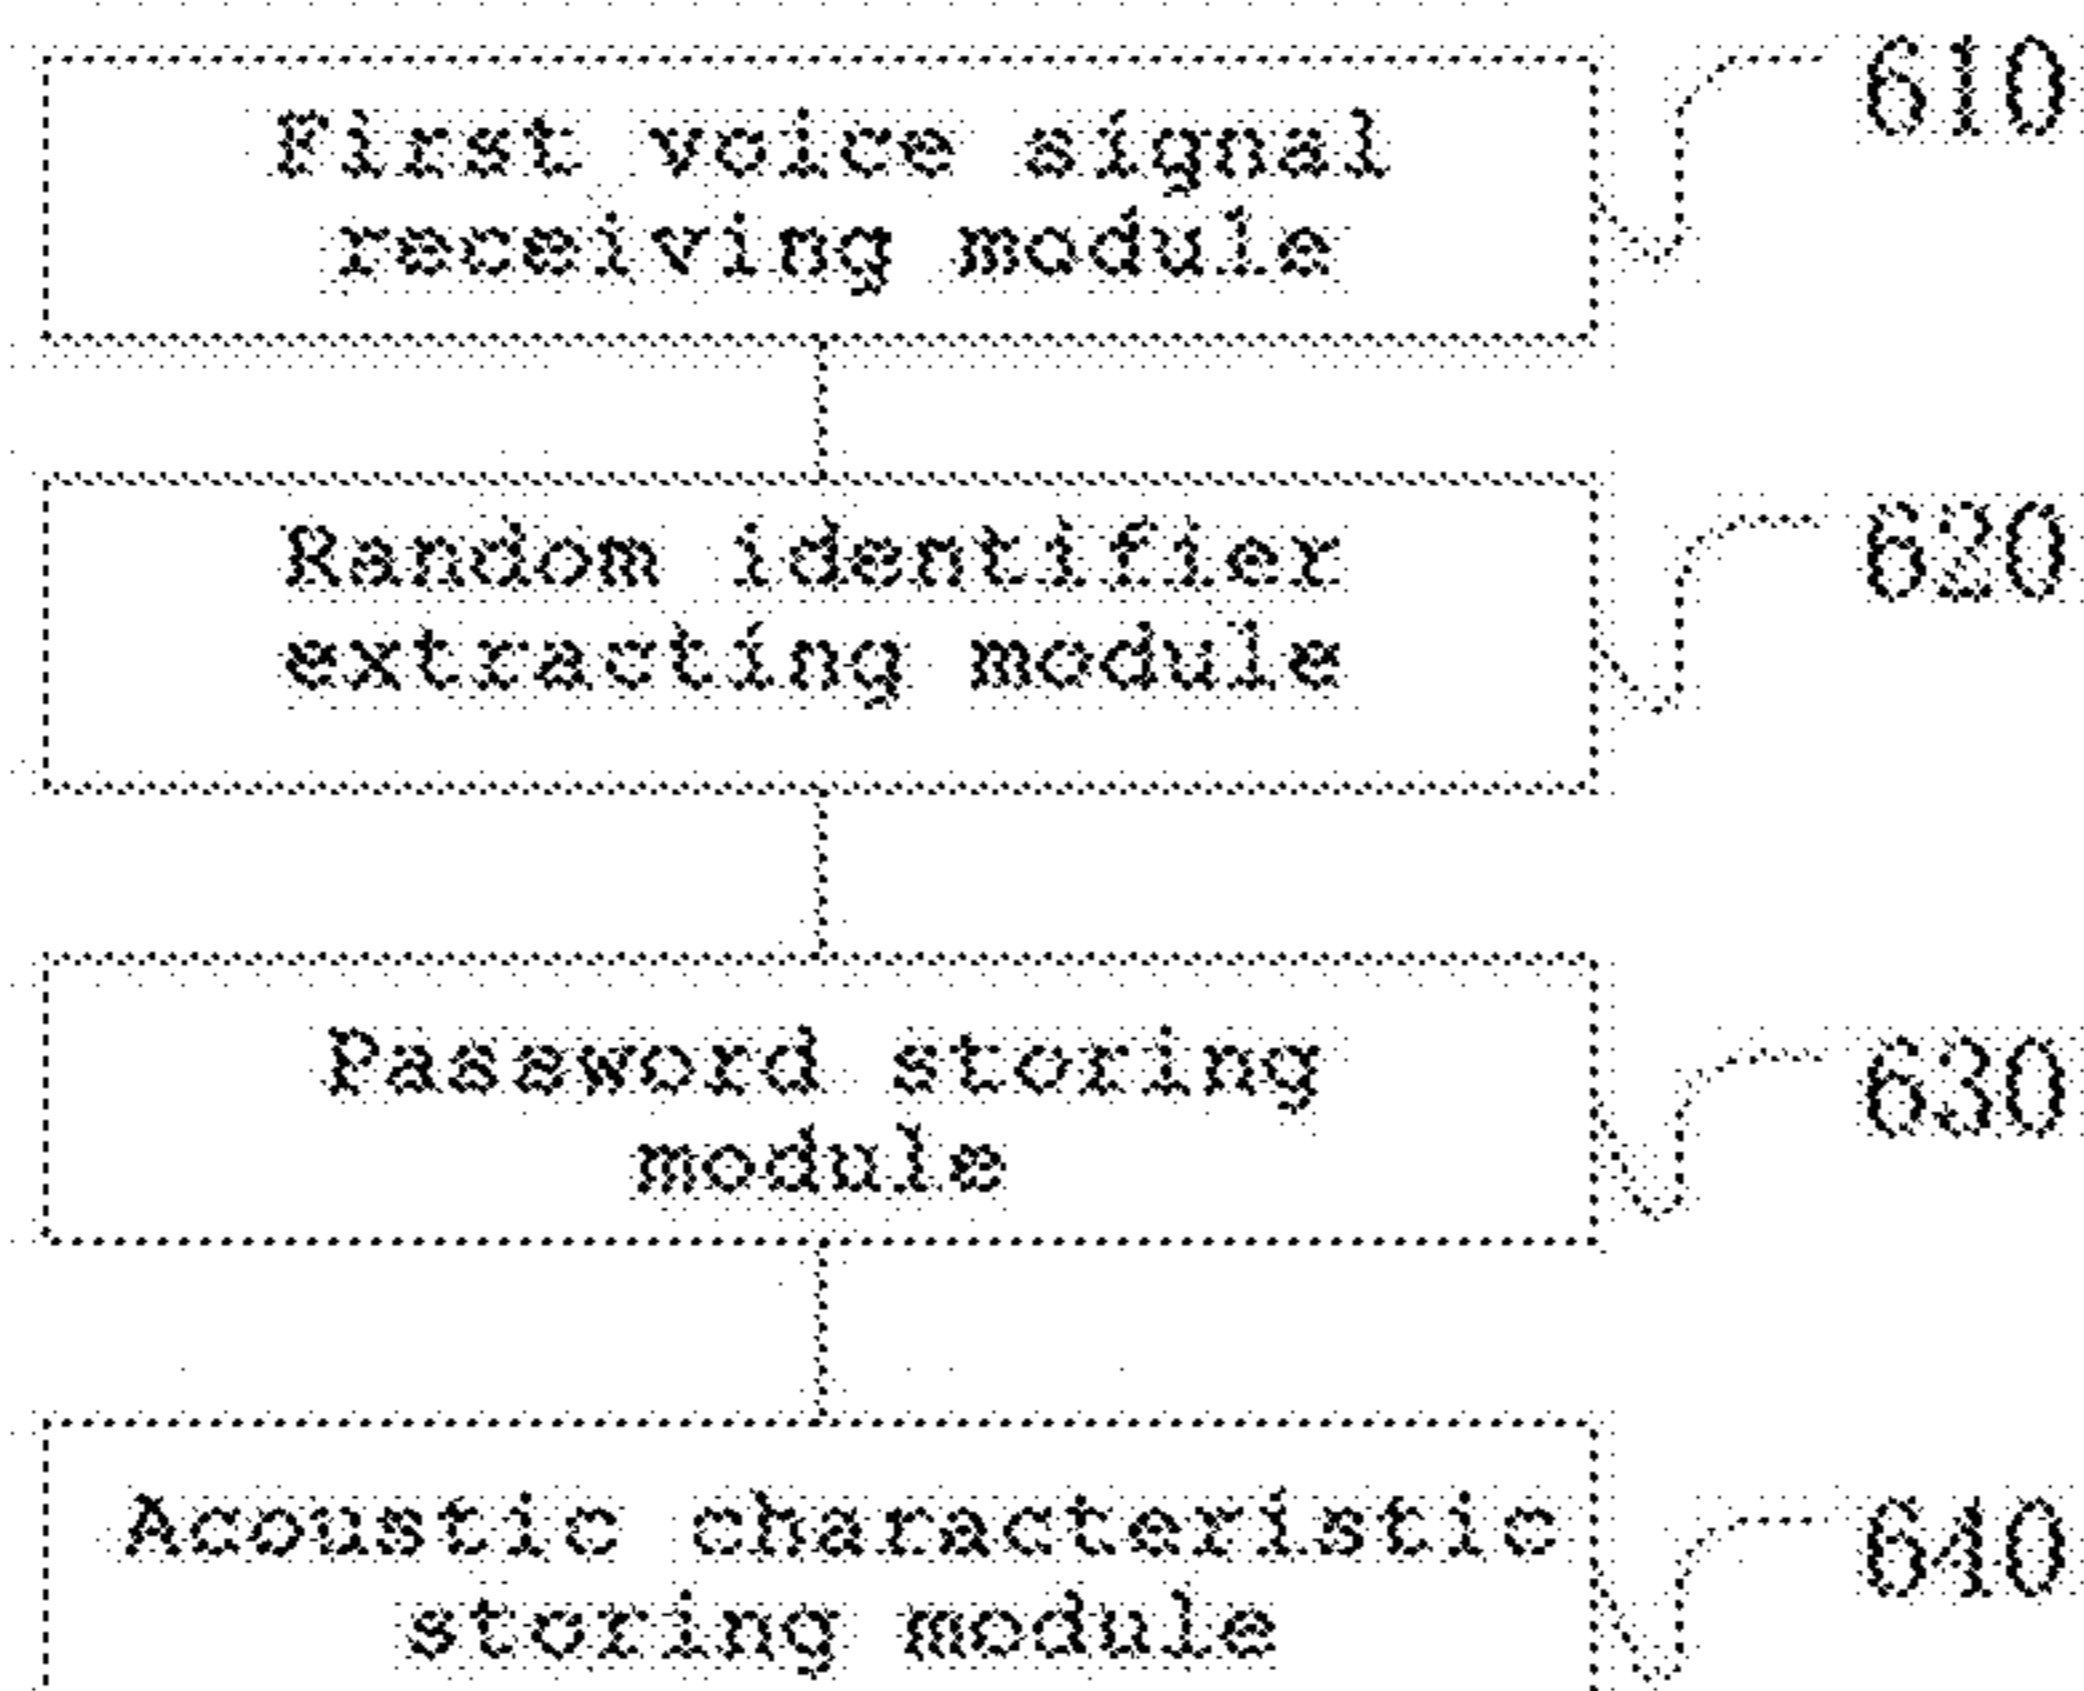 First voice signal
receiving module
610
Random identifier
extracting module
620
Password storing
module
630
Acoustic characteristic
storing module
640